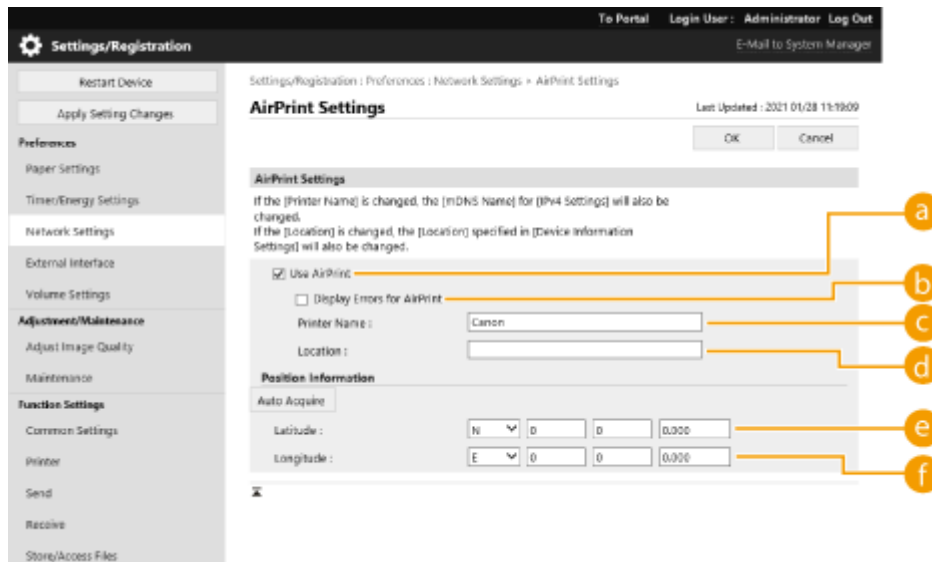 To Portal Login User : Administrator Log Out
Settings/Registration
E-Mail to System Manager
Restart Device
Apply Setting Changes
Preferences
Paper Settings
Timer/Energy Settings
Network Settings
External Interface
Volume Settings
Adjustment/Maintenance
Adjust Image Quality
Maintenance
Function Settings
Common Settings
Printer
Send
Receive
Store/Access Files
Settings/Registration : Preferences : Network Settings > AirPrint Settings
AirPrint Settings
Last Updated : 2021 01/28 11:19:09
OK Cancel
AirPrint Settings
If the [Printer Name] is changed, the [mDNS Name] for [IPv4 Settings] will also be
changed.
If the [Location] is changed, the [Location] specified in [Device Information
Settings] will also be changed.
Use AirPrint
Display Errors for AirPrint
Printer Name : Canon
Location :
Position Information
Auto Acquire
Latitude : N 0 0 0.000
Longitude : E 0 0 0.000
a
b
c
d
e
f